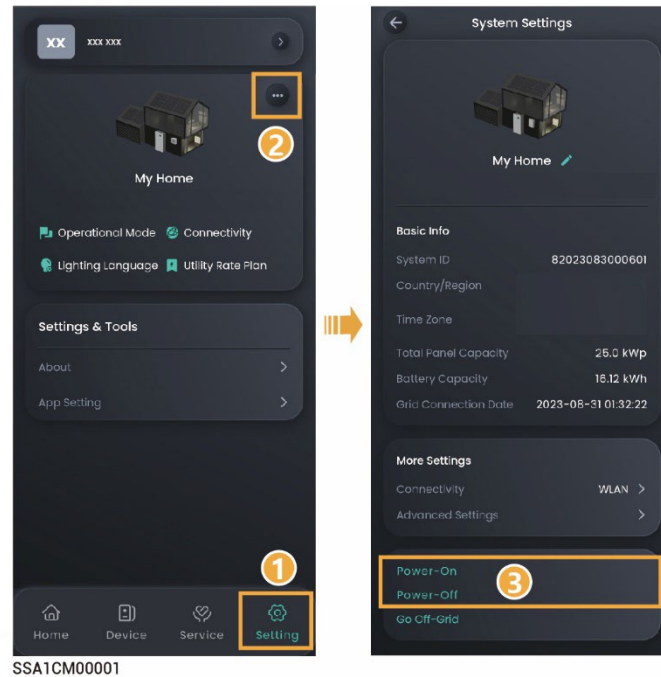 XX xxx xxx
...
2
My Home
Operational Mode Connectivity
Lighting Language Utility Rate Plan
Settings & Tools
About
App Setting
1
Home Device Service Setting
SSA1CM00001
System Settings
My Home
Basic Info
System ID 82023083000601
Country/Region
Time Zone
Total Panel Capacity 25.0 kWp
Battery Capacity 16.12 kWh
Grid Connection Date 2023-08-31 01:32:22
More Settings
Connectivity WLAN
Advanced Settings
Power-On
3
Power-Off
Go Off-Grid